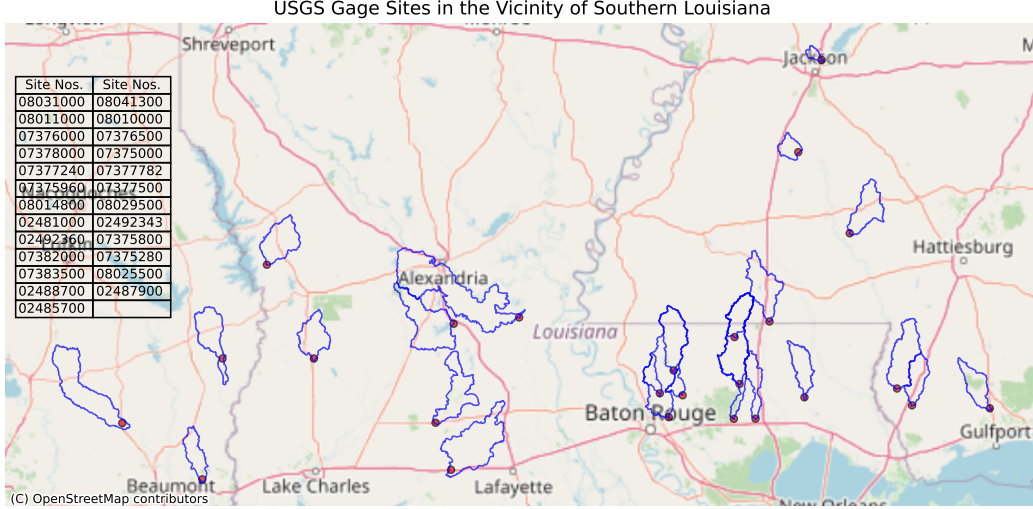 USGS Gage Sites in the Vicinity of Southern Louisiana
Shreveport
Jackson
Site Nos. Site Nos.
08031000 08041300
08011000 08010000
07376000 07376500
07378000 07375000
07377240 07377782
07375960 07377500
08014800 08029500
02481000 02492343
02492360 07375800
07382000 07375280
07383500 08025500
02488700 02487900
02485700
Hattiesburg
Alexandria
Louisiana
Baton Rouge
Gulfport
Beaumont
Lake Charles
Lafayette
New Orleans
(C) OpenStreetMap contributors